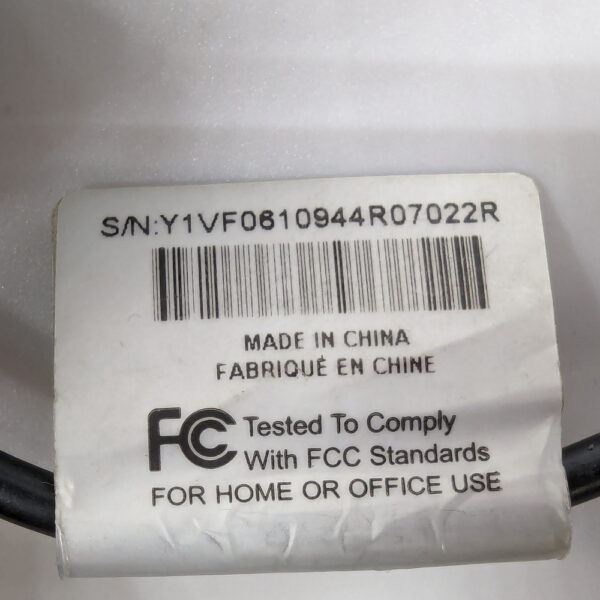 S/N:Y1VF0610944R07022R
MADE IN CHINA
FABRIQUÉ EN CHINE
FC Tested To Comply
With FCC Standards
FOR HOME OR OFFICE USE